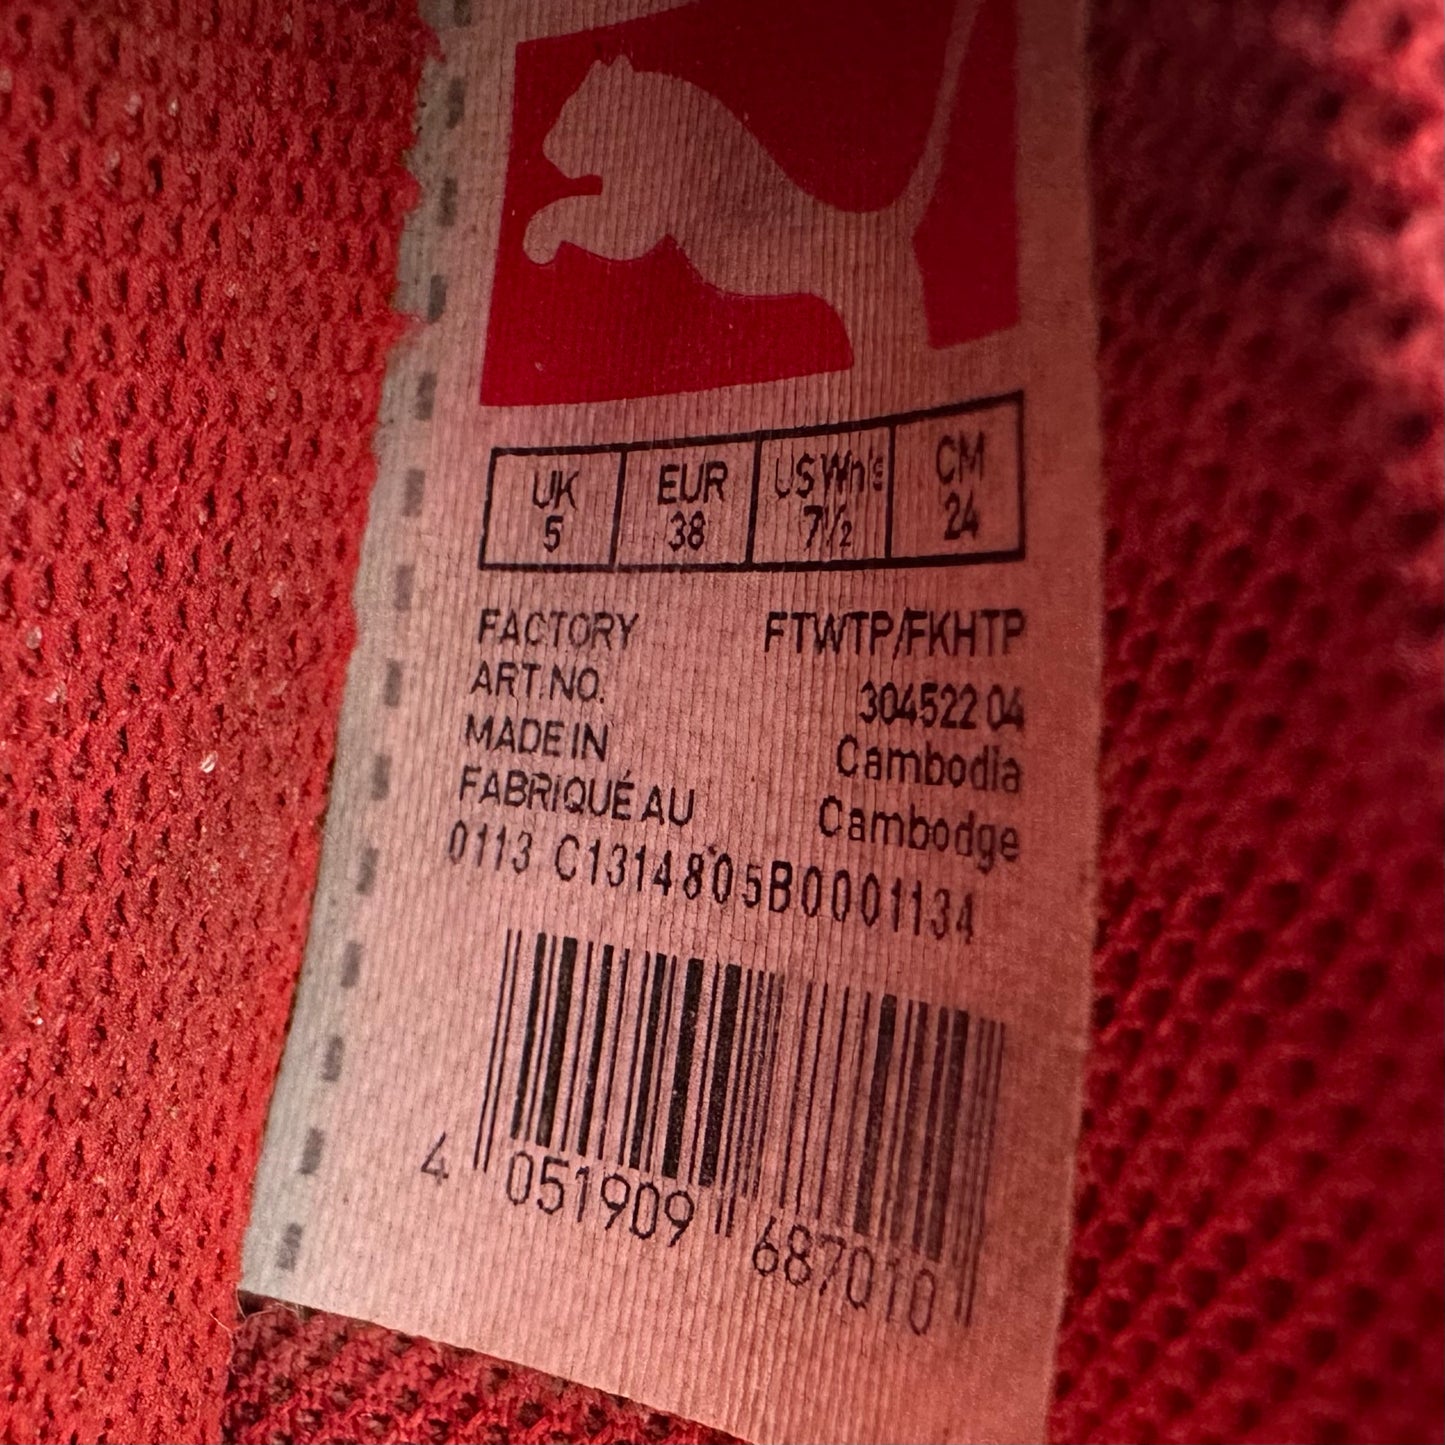 UK EUR US Wn's CM
5 38 7½ 24
FACTORY FTWTP/FKHTP
ART.NO. 304522 04
MADE IN Cambodia
FABRIQUÉ AU Cambodge
0113 C1314805B0001134
4 051909 687010